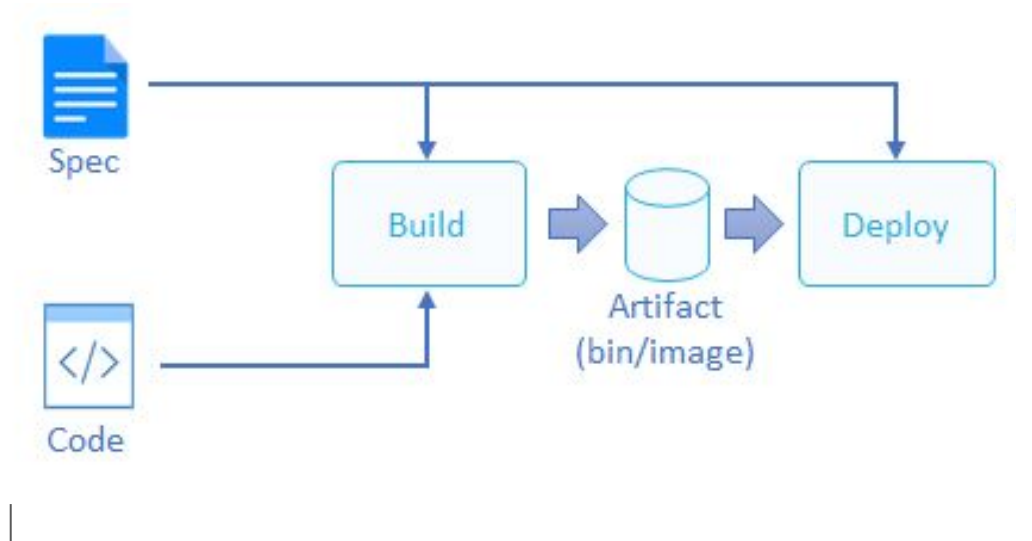 Spec
Build
Deploy
Artifact
(bin/image)
</>
Code